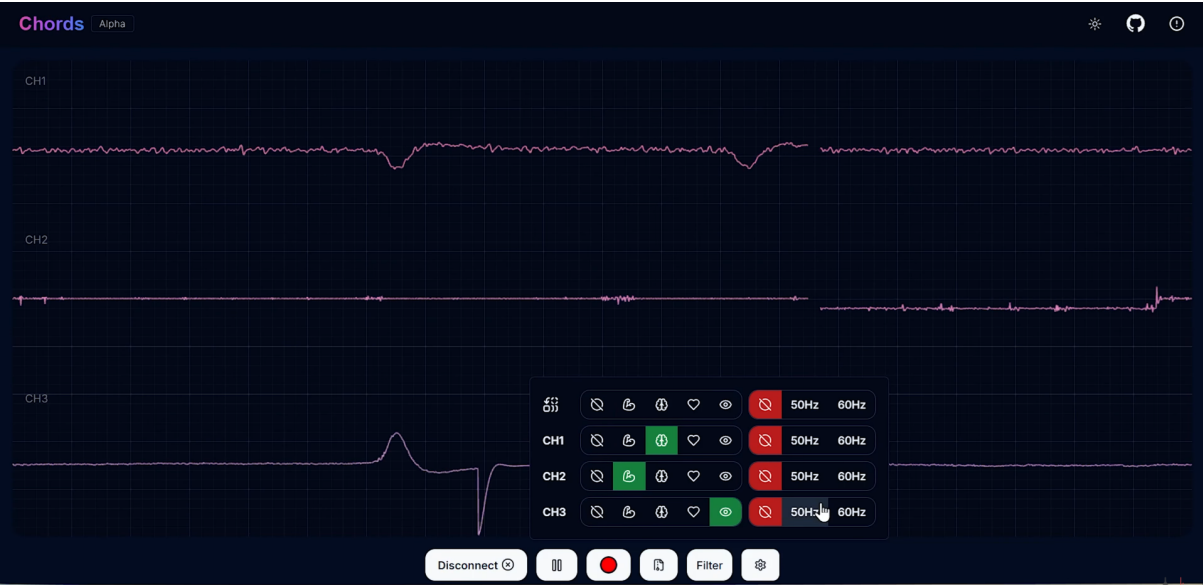 Chords Alpha
CH1
CH2
CH3
50Hz 60Hz
CH1 50Hz 60Hz
CH2 50Hz 60Hz
CH3 50Hz 60Hz
Disconnect Filter